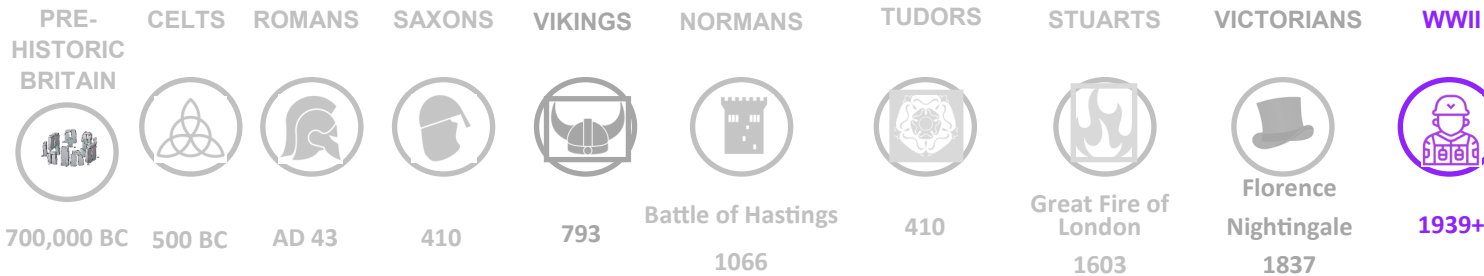 PRE-
HISTORIC
BRITAIN
CELTS
ROMANS
SAXONS
VIKINGS
NORMANS
TUDORS
STUARTS
VICTORIANS
WWII
700,000 BC
500 BC
AD 43
410
793
Battle of Hastings
1066
410
Great Fire of
London
1603
Florence
Nightingale
1837
1939+